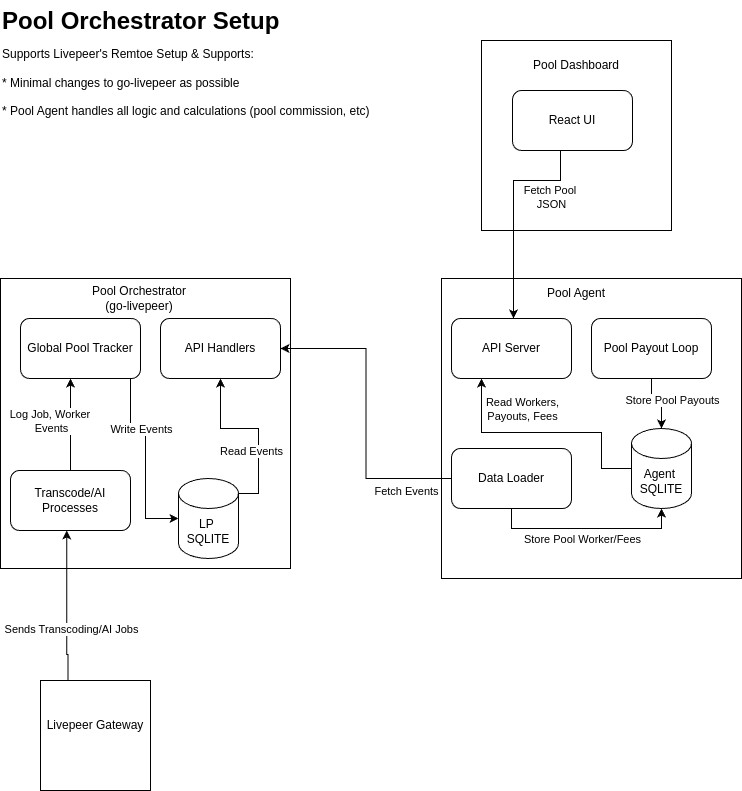 Pool Orchestrator Setup
Supports Livepeer's Remtoe Setup & Supports:
* Minimal changes to go-livepeer as possible
* Pool Agent handles all logic and calculations (pool commission, etc)
Pool Dashboard
React UI
Fetch Pool
JSON
Pool Orchestrator
(go-livepeer)
Global Pool Tracker
API Handlers
Log Job, Worker
Events
Write Events
Read Events
Transcode/AI
Processes
LP
SQLITE
Sends Transcoding/AI Jobs
Livepeer Gateway
Pool Agent
API Server
Pool Payout Loop
Read Workers,
Payouts, Fees
Store Pool Payouts
Data Loader
Agent
SQLITE
Fetch Events
Store Pool Worker/Fees